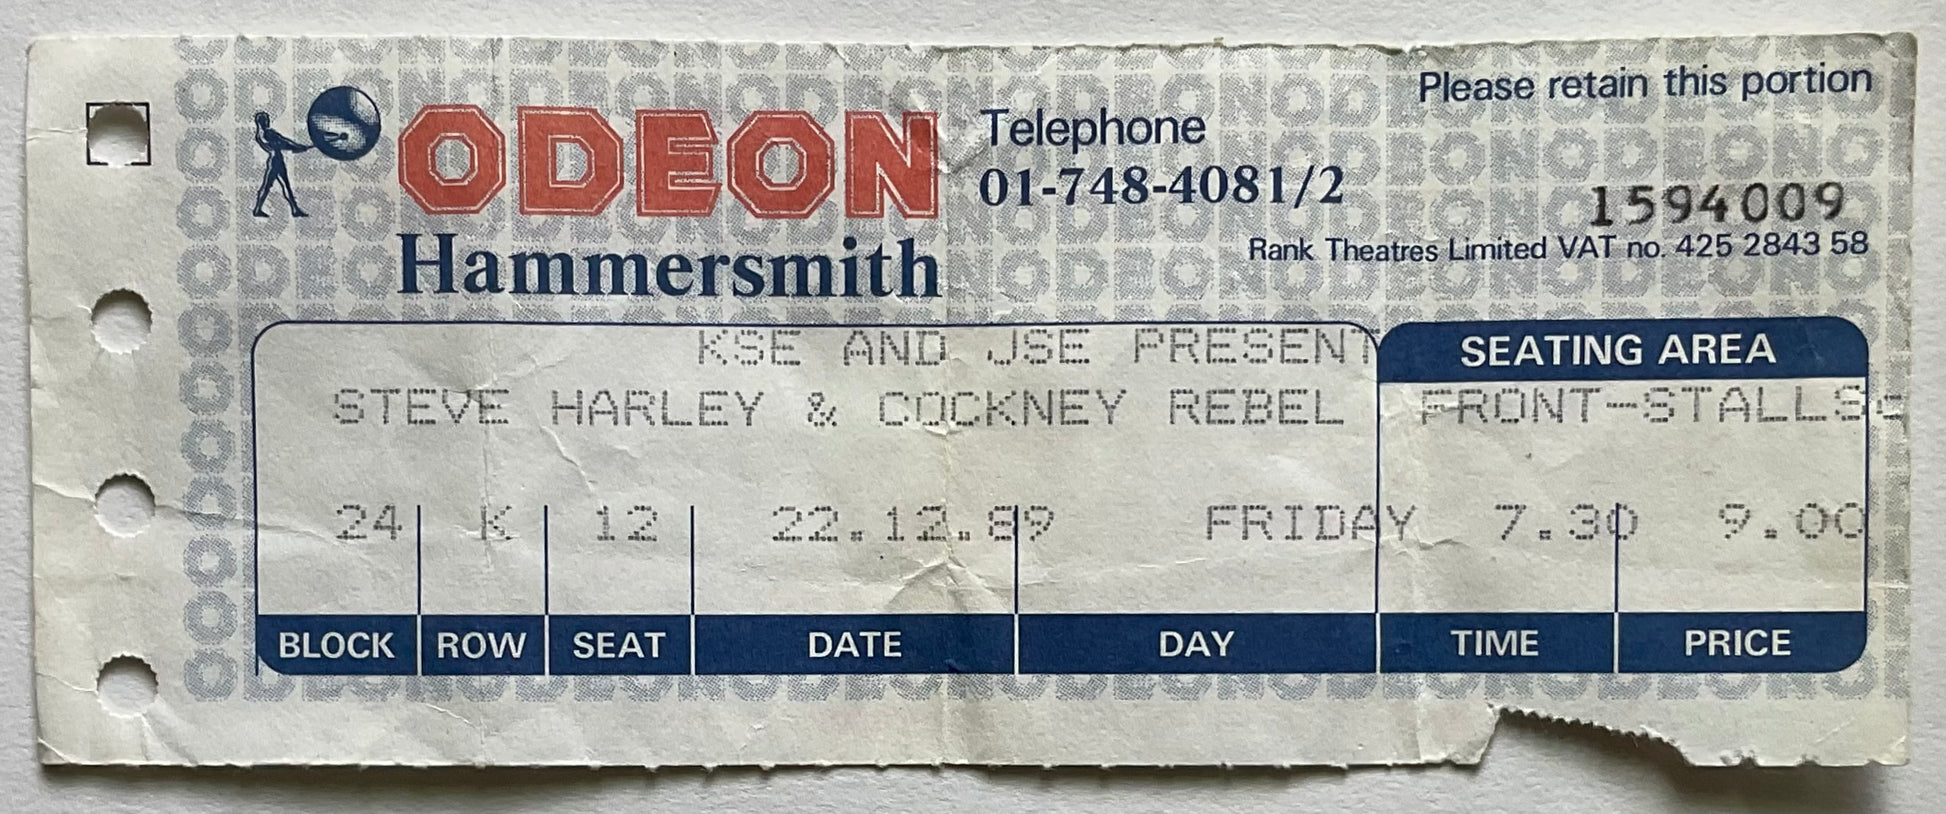 Please retain this portion
ODEON
Hammersmith
Telephone
01-748-4081/2
1594009
Rank Theatres Limited VAT no. 425 2843 58
KSE AND JSE PRESENT
SEATING AREA
STEVE HARLEY & COCKNEY REBEL FRONT-STALLS
24 K 12 22.12.89 FRIDAY 7.30 9.00
BLOCK ROW SEAT DATE DAY TIME PRICE